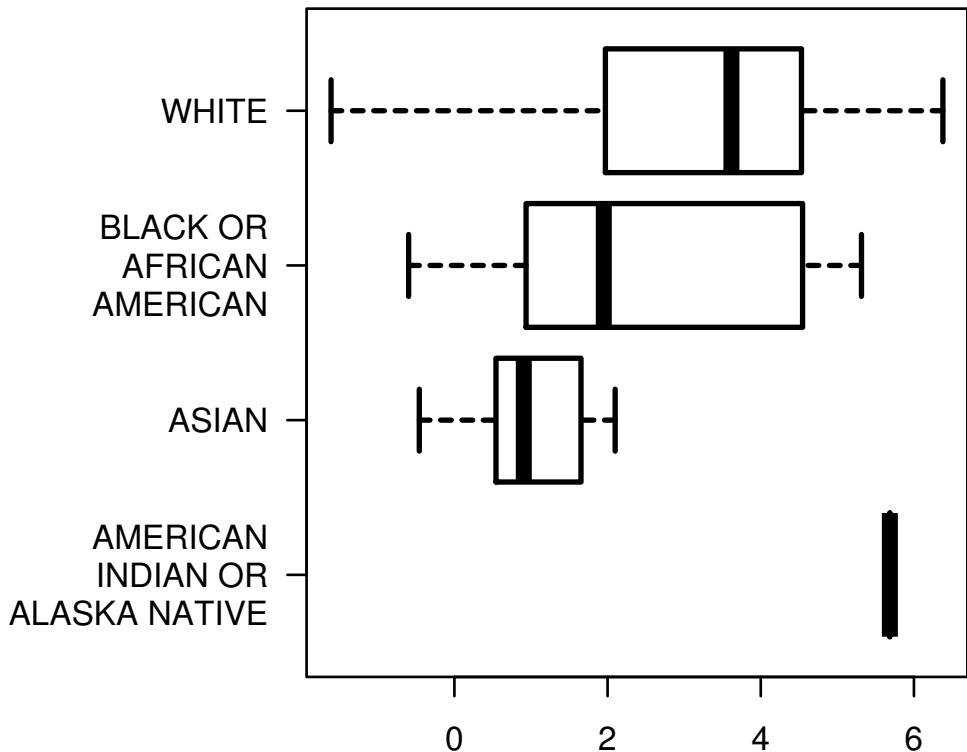 WHITE
BLACK OR
AFRICAN
AMERICAN
ASIAN
AMERICAN
INDIAN OR
ALASKA NATIVE
0 2 4 6